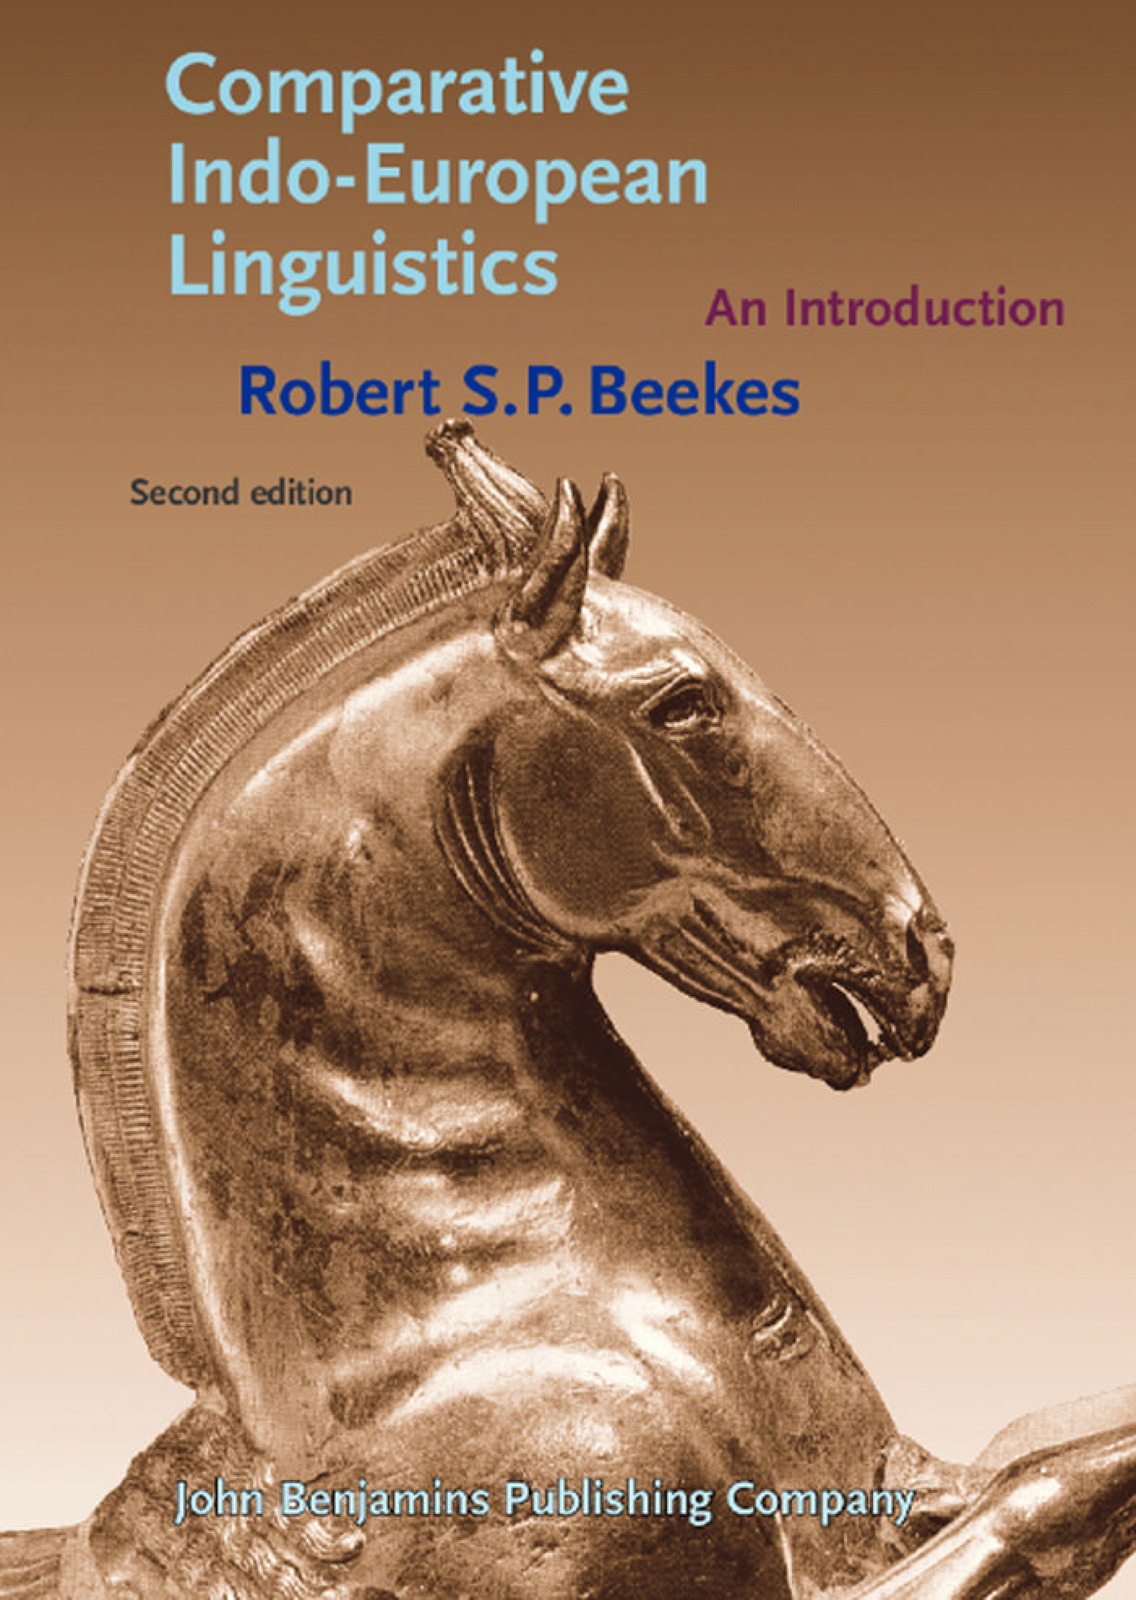 Comparative
Indo-European
Linguistics
An Introduction
Robert S.P. Beekes
Second edition
John Benjamins Publishing Company